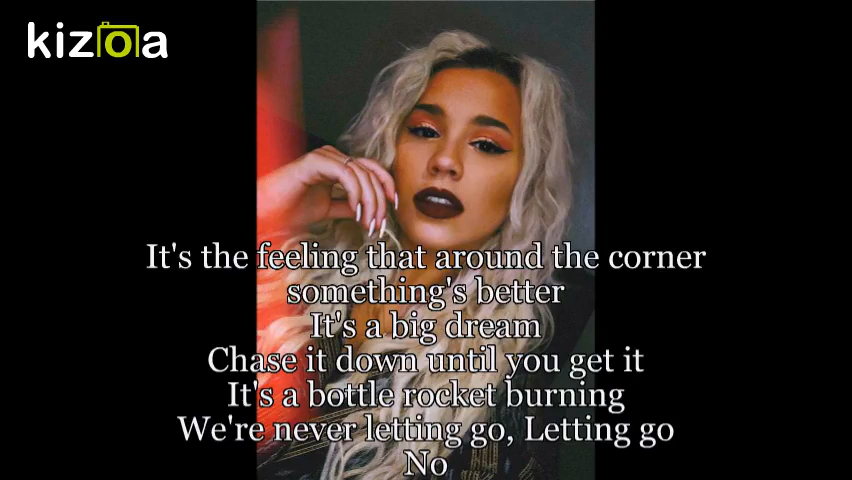 kizoa
It's the feeling that around the corner
something's better
It's a big dream
Chase it down until you get it
It's a bottle rocket burning
We're never letting go, Letting go
No